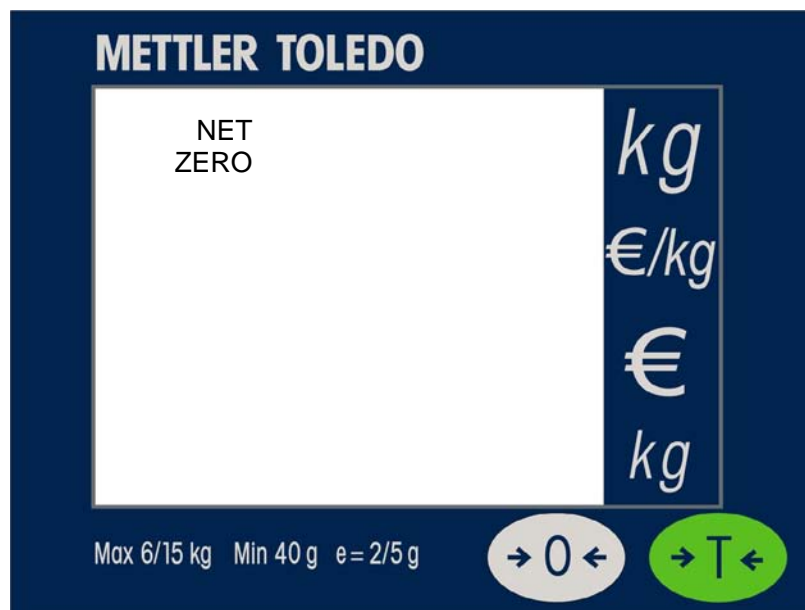 METTLER TOLEDO
NET
ZERO
kg
€/kg
€
kg
Max 6/15 kg Min 40 g e = 2/5 g
→0←
→T←